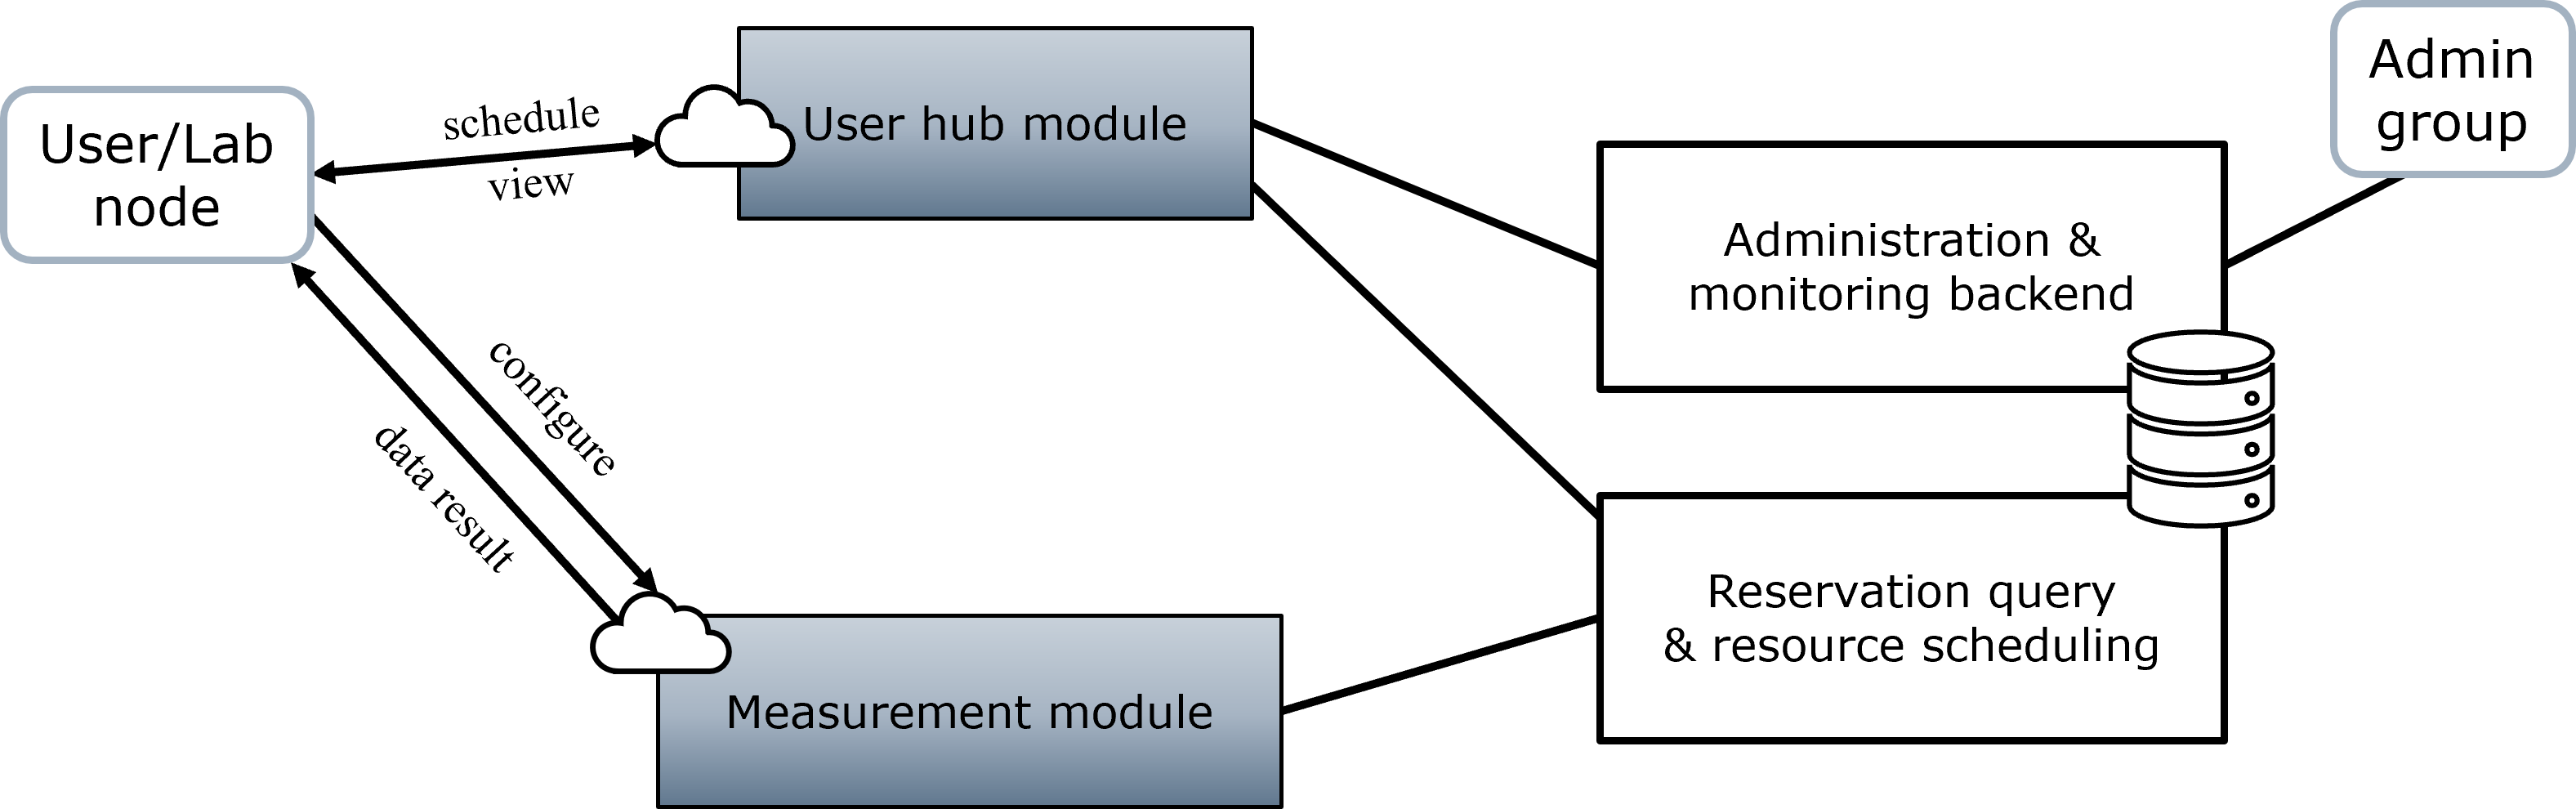 User/Lab
node
schedule
view
configure
data result
User hub module
Measurement module
Administration &
monitoring backend
Reservation query
& resource scheduling
Admin
group